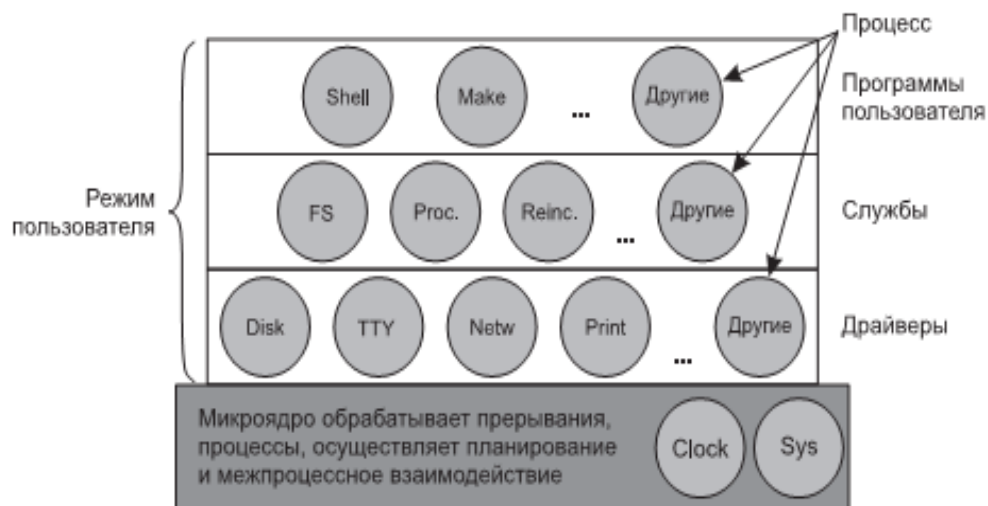 Процесс
Shell
Make
...
Другие
Программы
пользователя
Режим
пользователя
FS
Proc.
Reinc.
...
Другие
Службы
Disk
TTY
Netw
Print
...
Другие
Драйверы
Микроядро обрабатывает прерывания,
процессы, осуществляет планирование
и межпроцессное взаимодействие
Clock
Sys